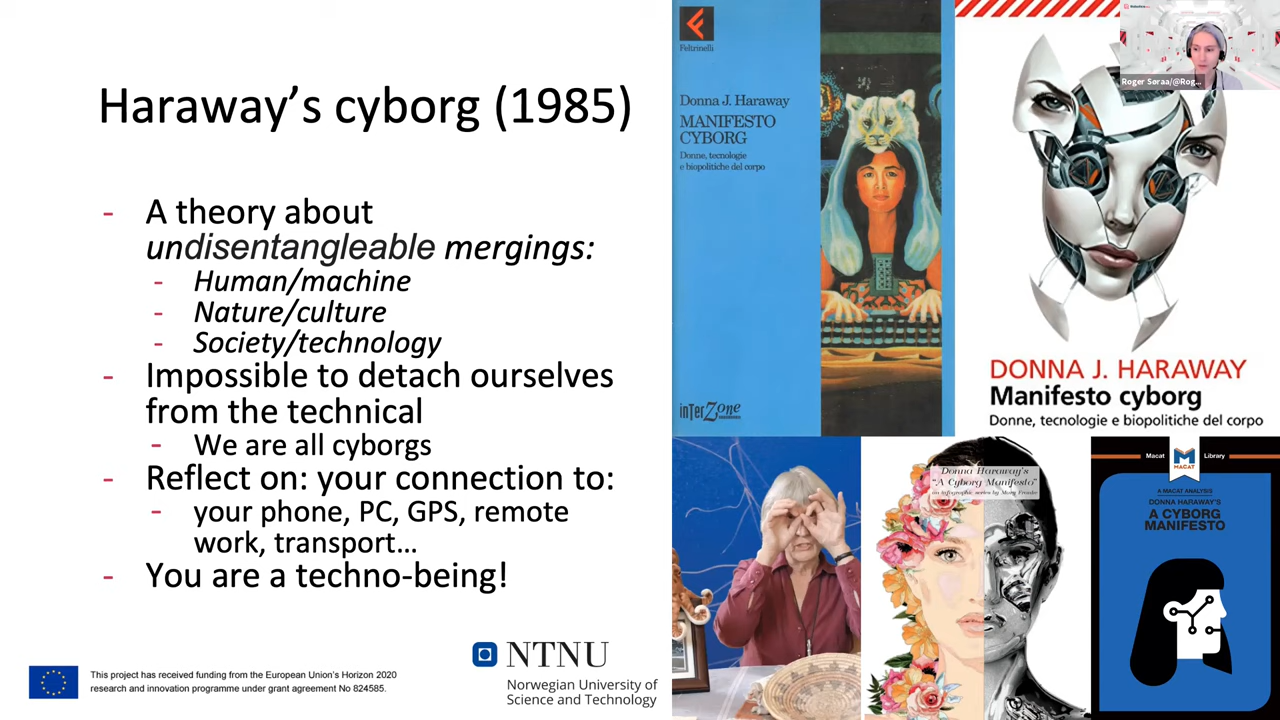 Haraway's cyborg (1985)
- A theory about
undisentangleable mergings:
- Human/machine
- Nature/culture
- Society/technology
- Impossible to detach ourselves
from the technical
- We are all cyborgs
- Reflect on: your connection to:
- your phone, PC, GPS, remote
work, transport...
- You are a techno-being!
This project has received funding from the European Union's Horizon 2020
research and innovation programme under grant agreement No 824585.
NTNU
Norwegian University of
Science and Technology
Feltrinelli
Donna J. Haraway
MANIFESTO
CYBORG
Donne, tecnologie
e biopolitiche del corpo
inTerZone
Roger Søraa/@Rog...
DONNA J. HARAWAY
Manifesto cyborg
Donne, tecnologie e biopolitiche del corpo
Donna Haraway's
"A Cyborg Manifesto"
Macat
Library
MACAT
A MACAT ANALYSIS
DONNA HARAWAY'S
A CYBORG
MANIFESTO